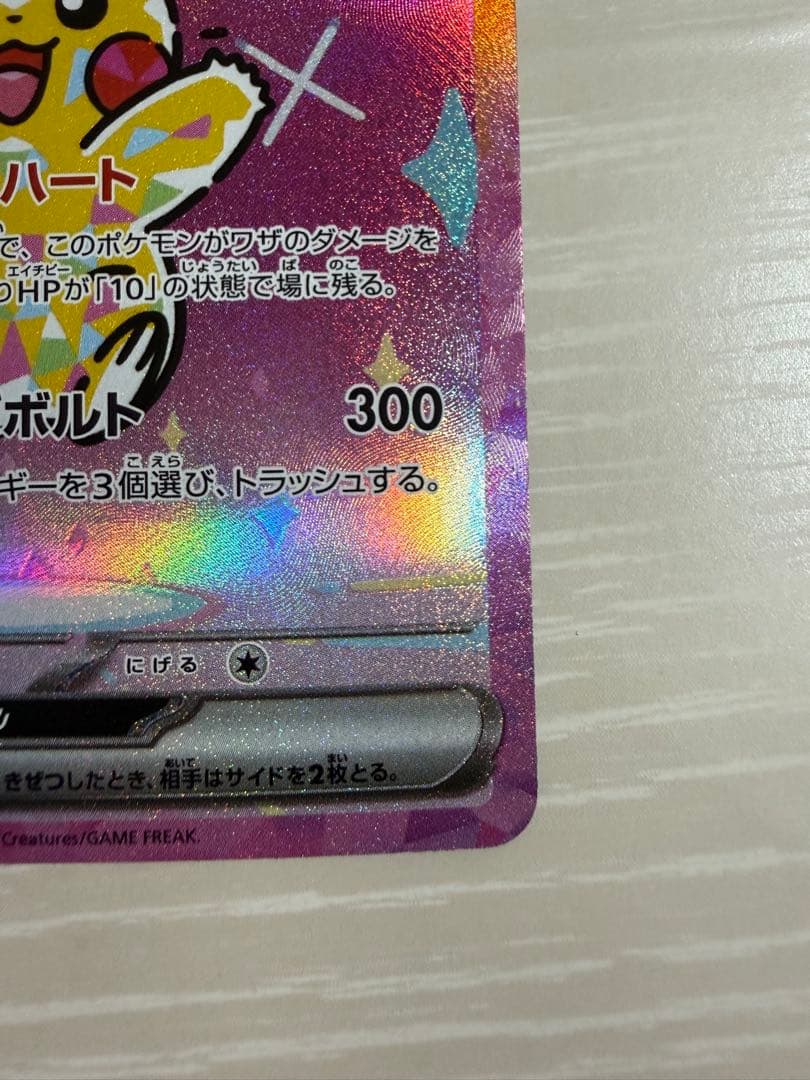 ハート
で、このポケモンがワザのダメージを
エイチピー じょうたい ば のこ
HPが「10」の状態で場に残る。
ボルト 300
こ えら
ギーを3個選び、トラッシュする。
にげる
あいて まい
きぜつしたとき、相手はサイドを2枚とる。
Creatures/GAME FREAK.